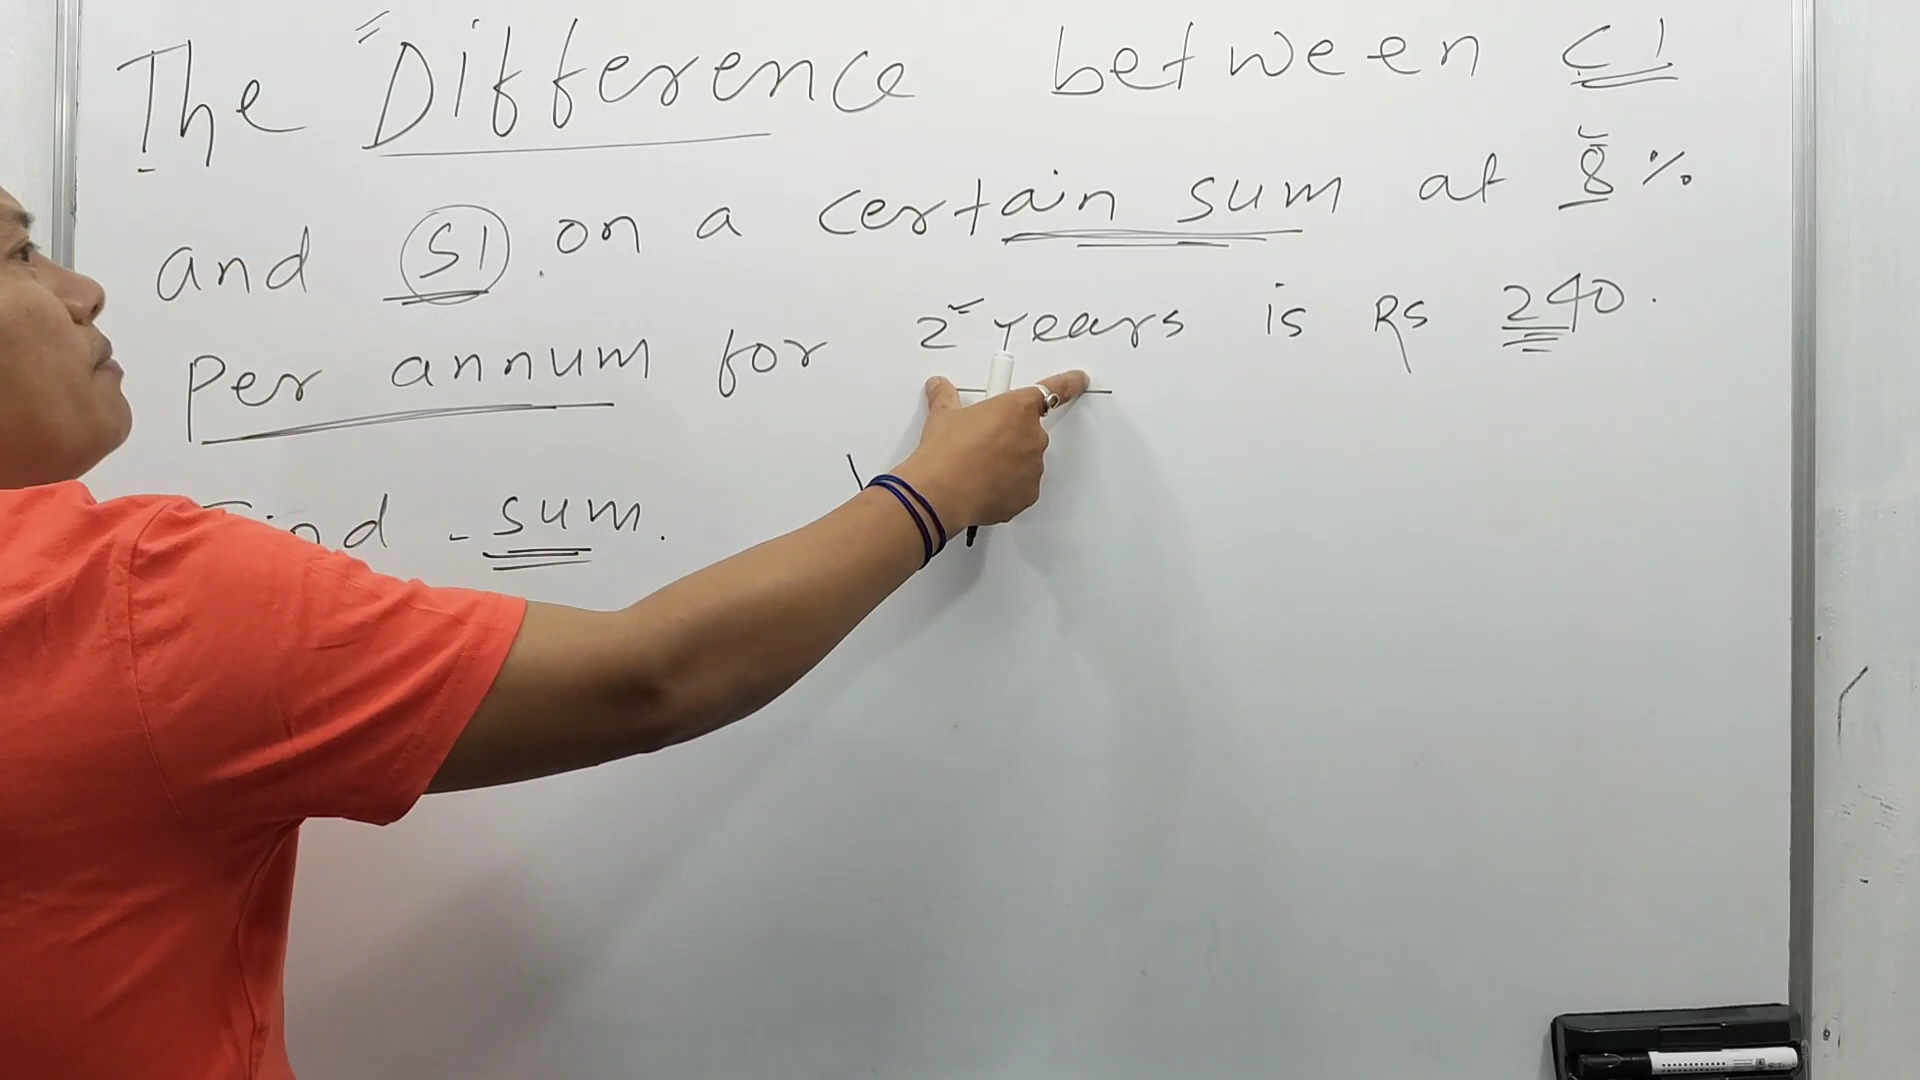 The Difference between CI
and SI on a certain sum at 8%
per annum for 2 years is Rs 240.
Find sum.